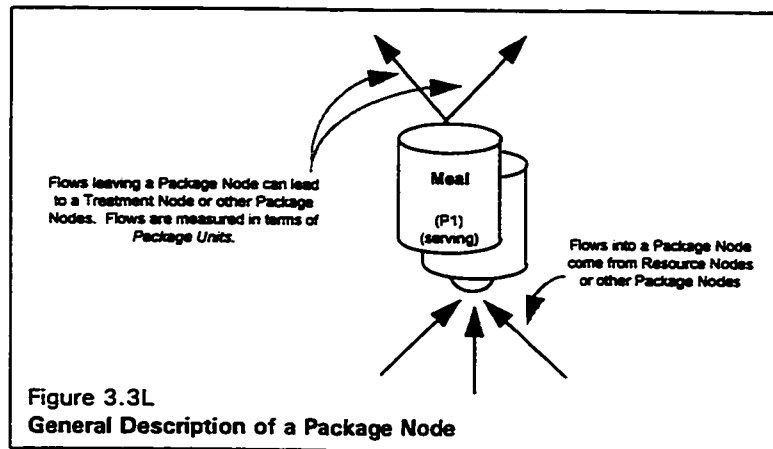 Flows leaving a Package Node can lead
to a Treatment Node or other Package
Nodes. Flows are measured in terms of
Package Units.
Meal
(P1)
(serving)
Flows into a Package Node
come from Resource Nodes
or other Package Nodes
Figure 3.3L
General Description of a Package Node